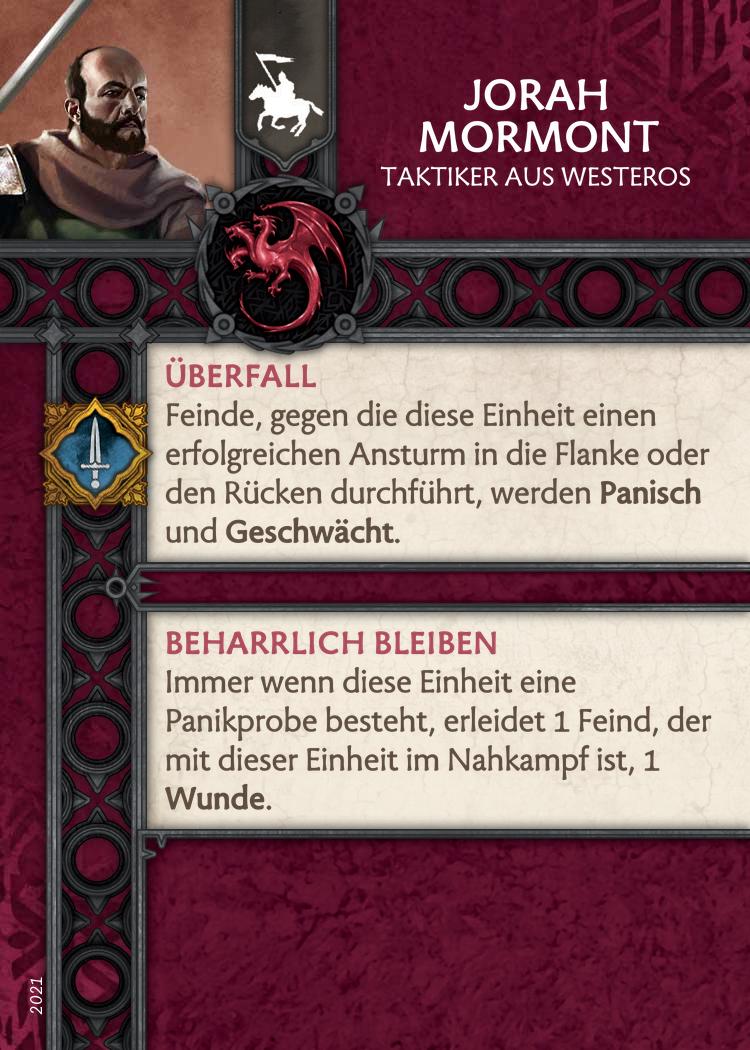 JORAH
MORMONT
TAKTIKER AUS WESTEROS
ÜBERFALL
Feinde, gegen die diese Einheit einen
erfolgreichen Ansturm in die Flanke oder
den Rücken durchführt, werden Panisch
und Geschwächt.
BEHARRLICH BLEIBEN
Immer wenn diese Einheit eine
Panikprobe besteht, erleidet 1 Feind, der
mit dieser Einheit im Nahkampf ist, 1
Wunde.
2021